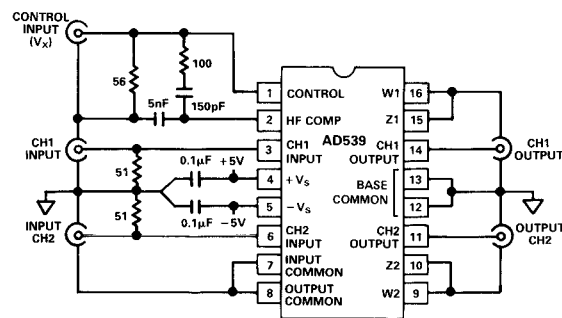 CONTROL
INPUT
(VX)
56
100
5nF
150pF
1 CONTROL
2 HF COMP
AD539
CH1
INPUT
3 CH1
INPUT
51
0.1μF +5V
4 +VS
5 −VS
0.1μF −5V
51
INPUT
CH2
6 CH2
INPUT
7 INPUT
COMMON
8 OUTPUT
COMMON
W1 16
Z1 15
CH1
OUTPUT 14
CH1
OUTPUT
13
BASE
COMMON
12
CH2
OUTPUT 11
OUTPUT
CH2
Z2 10
W2 9